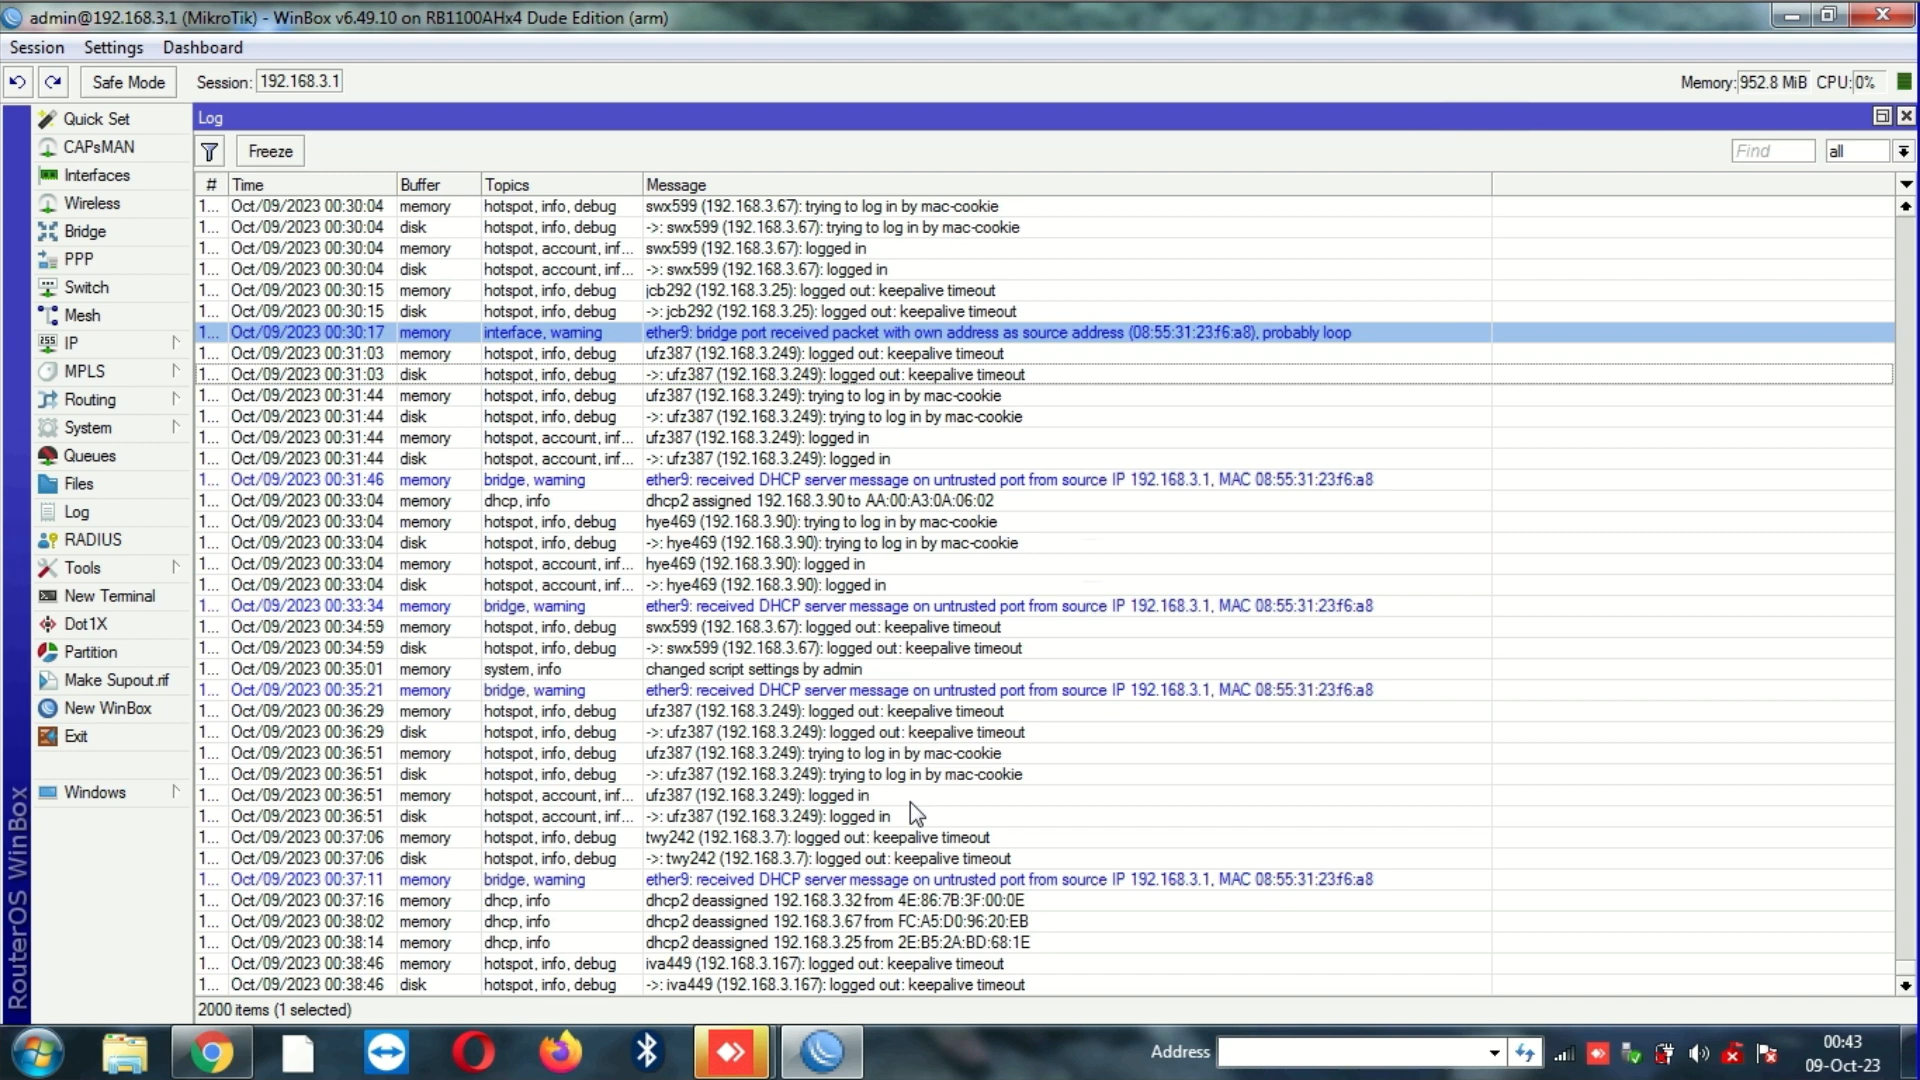 admin@192.168.3.1 (MikroTik) - WinBox v6.49.10 on RB1100AHx4 Dude Edition (arm)
Session Settings Dashboard
Safe Mode Session: 192.168.3.1 Memory: 952.8 MiB CPU: 0%
Quick Set
CAPsMAN
Interfaces
Wireless
Bridge
PPP
Switch
Mesh
IP
MPLS
Routing
System
Queues
Files
Log
RADIUS
Tools
New Terminal
Dot1X
Partition
Make Supout.rif
New WinBox
Exit
Windows
RouterOS WinBox
Log
Freeze Find all
# Time Buffer Topics Message
1... Oct/09/2023 00:30:04 memory hotspot, info, debug swx599 (192.168.3.67): trying to log in by mac-cookie
1... Oct/09/2023 00:30:04 disk hotspot, info, debug ->: swx599 (192.168.3.67): trying to log in by mac-cookie
1... Oct/09/2023 00:30:04 memory hotspot, account, inf... swx599 (192.168.3.67): logged in
1... Oct/09/2023 00:30:04 disk hotspot, account, inf... ->: swx599 (192.168.3.67): logged in
1... Oct/09/2023 00:30:15 memory hotspot, info, debug jcb292 (192.168.3.25): logged out: keepalive timeout
1... Oct/09/2023 00:30:15 disk hotspot, info, debug ->: jcb292 (192.168.3.25): logged out: keepalive timeout
1... Oct/09/2023 00:30:17 memory interface, warning ether9: bridge port received packet with own address as source address (08:55:31:23:f6:a8), probably loop
1... Oct/09/2023 00:31:03 memory hotspot, info, debug ufz387 (192.168.3.249): logged out: keepalive timeout
1... Oct/09/2023 00:31:03 disk hotspot, info, debug ->: ufz387 (192.168.3.249): logged out: keepalive timeout
1... Oct/09/2023 00:31:44 memory hotspot, info, debug ufz387 (192.168.3.249): trying to log in by mac-cookie
1... Oct/09/2023 00:31:44 disk hotspot, info, debug ->: ufz387 (192.168.3.249): trying to log in by mac-cookie
1... Oct/09/2023 00:31:44 memory hotspot, account, inf... ufz387 (192.168.3.249): logged in
1... Oct/09/2023 00:31:44 disk hotspot, account, inf... ->: ufz387 (192.168.3.249): logged in
1... Oct/09/2023 00:31:46 memory bridge, warning ether9: received DHCP server message on untrusted port from source IP 192.168.3.1, MAC 08:55:31:23:f6:a8
1... Oct/09/2023 00:33:04 memory dhcp, info dhcp2 assigned 192.168.3.90 to AA:00:A3:0A:06:02
1... Oct/09/2023 00:33:04 memory hotspot, info, debug hye469 (192.168.3.90): trying to log in by mac-cookie
1... Oct/09/2023 00:33:04 disk hotspot, info, debug ->: hye469 (192.168.3.90): trying to log in by mac-cookie
1... Oct/09/2023 00:33:04 memory hotspot, account, inf... hye469 (192.168.3.90): logged in
1... Oct/09/2023 00:33:04 disk hotspot, account, inf... ->: hye469 (192.168.3.90): logged in
1... Oct/09/2023 00:33:34 memory bridge, warning ether9: received DHCP server message on untrusted port from source IP 192.168.3.1, MAC 08:55:31:23:f6:a8
1... Oct/09/2023 00:34:59 memory hotspot, info, debug swx599 (192.168.3.67): logged out: keepalive timeout
1... Oct/09/2023 00:34:59 disk hotspot, info, debug ->: swx599 (192.168.3.67): logged out: keepalive timeout
1... Oct/09/2023 00:35:01 memory system, info changed script settings by admin
1... Oct/09/2023 00:35:21 memory bridge, warning ether9: received DHCP server message on untrusted port from source IP 192.168.3.1, MAC 08:55:31:23:f6:a8
1... Oct/09/2023 00:36:29 memory hotspot, info, debug ufz387 (192.168.3.249): logged out: keepalive timeout
1... Oct/09/2023 00:36:29 disk hotspot, info, debug ->: ufz387 (192.168.3.249): logged out: keepalive timeout
1... Oct/09/2023 00:36:51 memory hotspot, info, debug ufz387 (192.168.3.249): trying to log in by mac-cookie
1... Oct/09/2023 00:36:51 disk hotspot, info, debug ->: ufz387 (192.168.3.249): trying to log in by mac-cookie
1... Oct/09/2023 00:36:51 memory hotspot, account, inf... ufz387 (192.168.3.249): logged in
1... Oct/09/2023 00:36:51 disk hotspot, account, inf... ->: ufz387 (192.168.3.249): logged in
1... Oct/09/2023 00:37:06 memory hotspot, info, debug twy242 (192.168.3.7): logged out: keepalive timeout
1... Oct/09/2023 00:37:06 disk hotspot, info, debug ->: twy242 (192.168.3.7): logged out: keepalive timeout
1... Oct/09/2023 00:37:11 memory bridge, warning ether9: received DHCP server message on untrusted port from source IP 192.168.3.1, MAC 08:55:31:23:f6:a8
1... Oct/09/2023 00:37:16 memory dhcp, info dhcp2 deassigned 192.168.3.32 from 4E:86:7B:3F:00:0E
1... Oct/09/2023 00:38:02 memory dhcp, info dhcp2 deassigned 192.168.3.67 from FC:A5:D0:96:20:EB
1... Oct/09/2023 00:38:14 memory dhcp, info dhcp2 deassigned 192.168.3.25 from 2E:B5:2A:BD:68:1E
1... Oct/09/2023 00:38:46 memory hotspot, info, debug iva449 (192.168.3.167): logged out: keepalive timeout
1... Oct/09/2023 00:38:46 disk hotspot, info, debug ->: iva449 (192.168.3.167): logged out: keepalive timeout
2000 items (1 selected)
Address
00:43
09-Oct-23